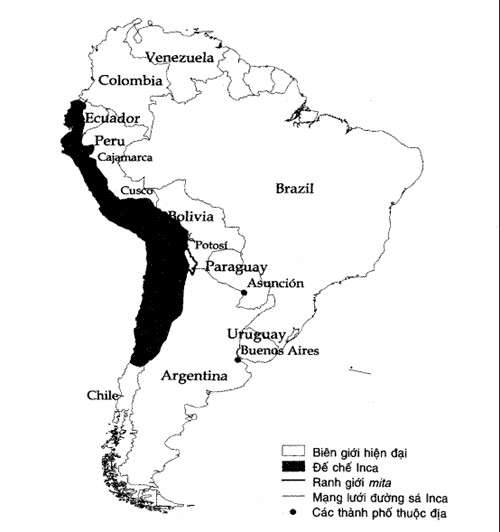 Venezuela
Colombia
Ecuador
Peru
Cajamarca
Cusco
Brazil
Bolivia
Potosí
Paraguay
Asunción
Uruguay
Buenos Aires
Argentina
Chile
Biên giới hiện đại
Đế chế Inca
Ranh giới mita
Mạng lưới đường sá Inca
Các thành phố thuộc địa